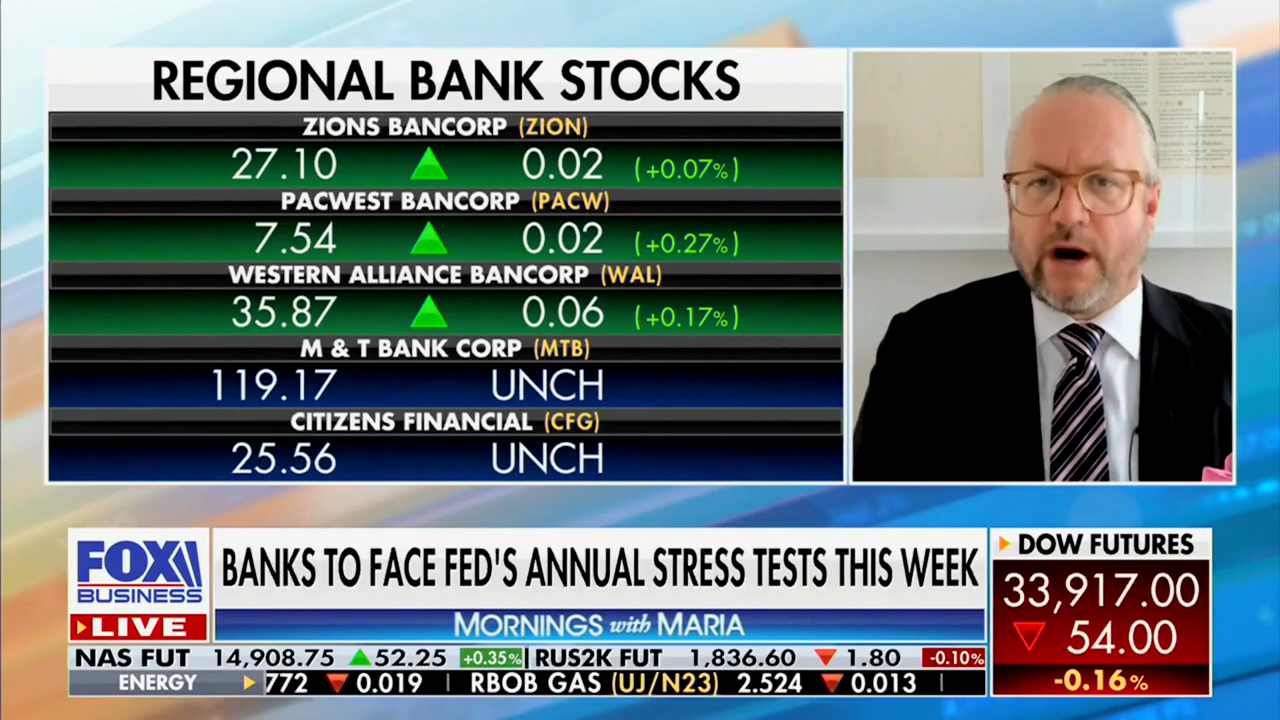 REGIONAL BANK STOCKS
ZIONS BANCORP (ZION)
27.10 ▲ 0.02 (+0.07%)
PACWEST BANCORP (PACW)
7.54 ▲ 0.02 (+0.27%)
WESTERN ALLIANCE BANCORP (WAL)
35.87 ▲ 0.06 (+0.17%)
M & T BANK CORP (MTB)
119.17 UNCH
CITIZENS FINANCIAL (CFG)
25.56 UNCH
FOX
BUSINESS
LIVE
BANKS TO FACE FED'S ANNUAL STRESS TESTS THIS WEEK
MORNINGS with MARIA
DOW FUTURES
33,917.00
▼ 54.00
-0.16%
NAS FUT 14,908.75 ▲ 52.25 +0.35% RUS2K FUT 1,836.60 ▼ 1.80 -0.10%
ENERGY 772 ▼ 0.019 RBOB GAS (UJ/N23) 2.524 ▼ 0.013